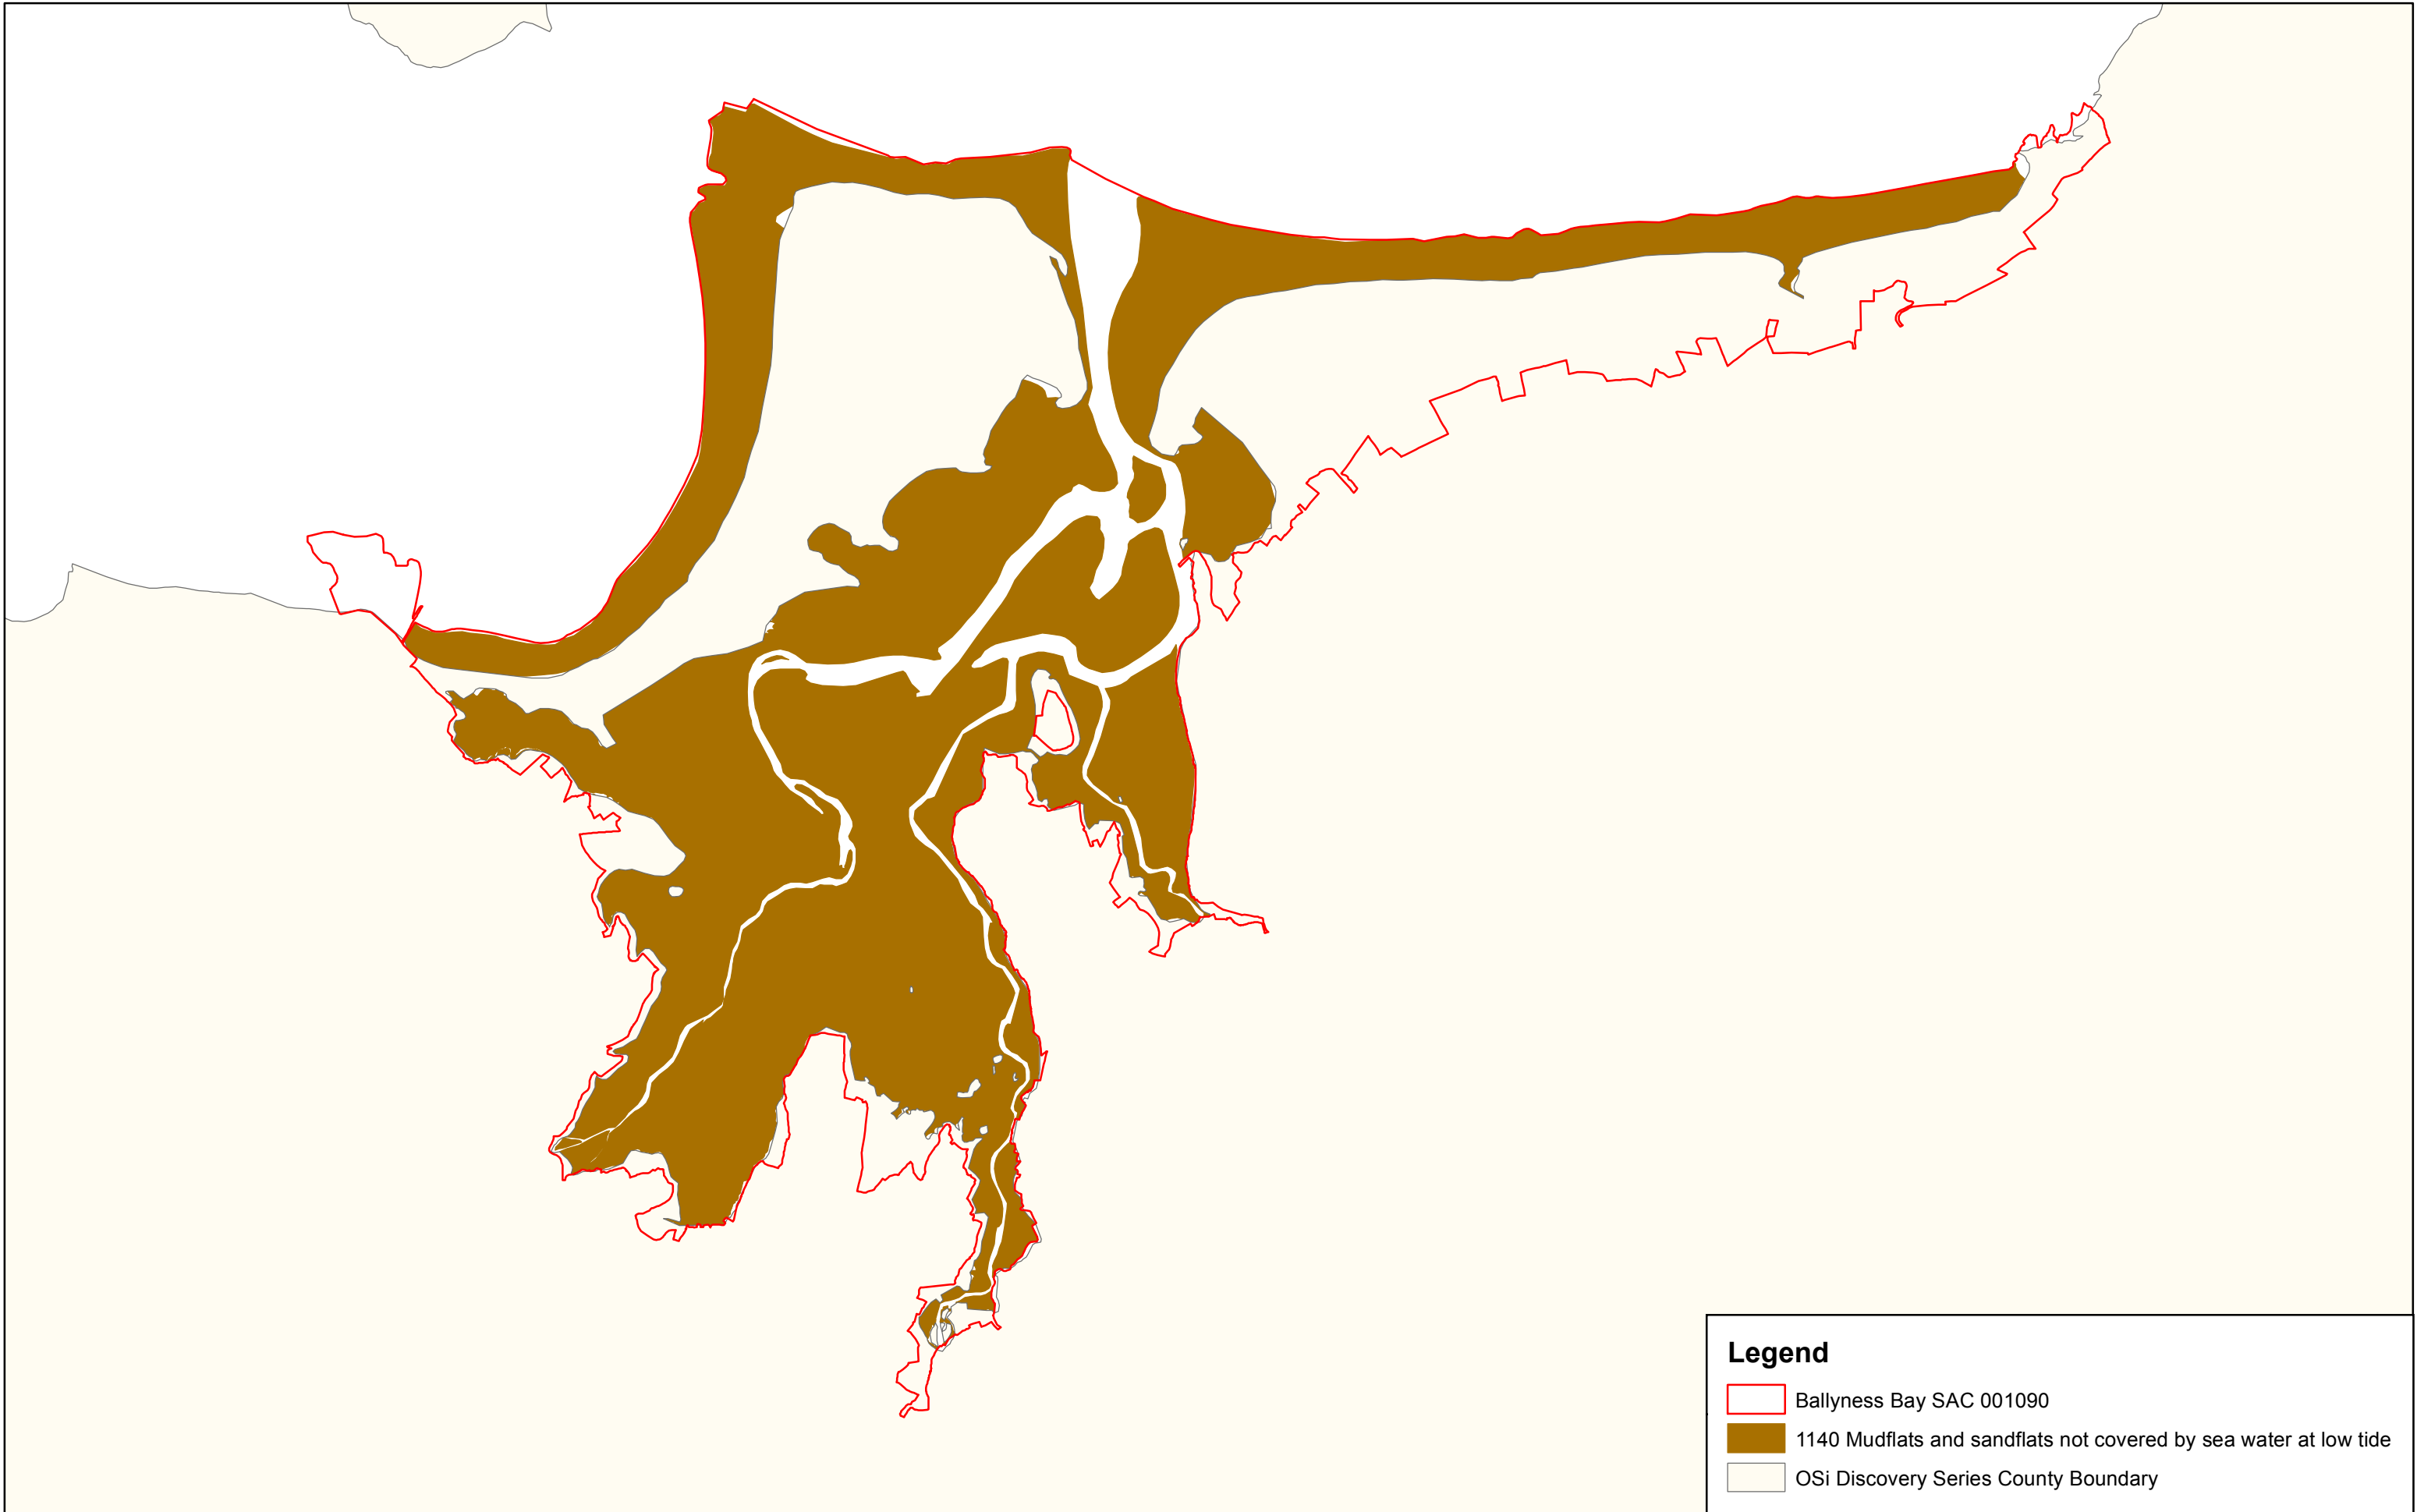 Legend
Ballyness Bay SAC 001090
1140 Mudflats and sandflats not covered by sea water at low tide
OSi Discovery Series County Boundary